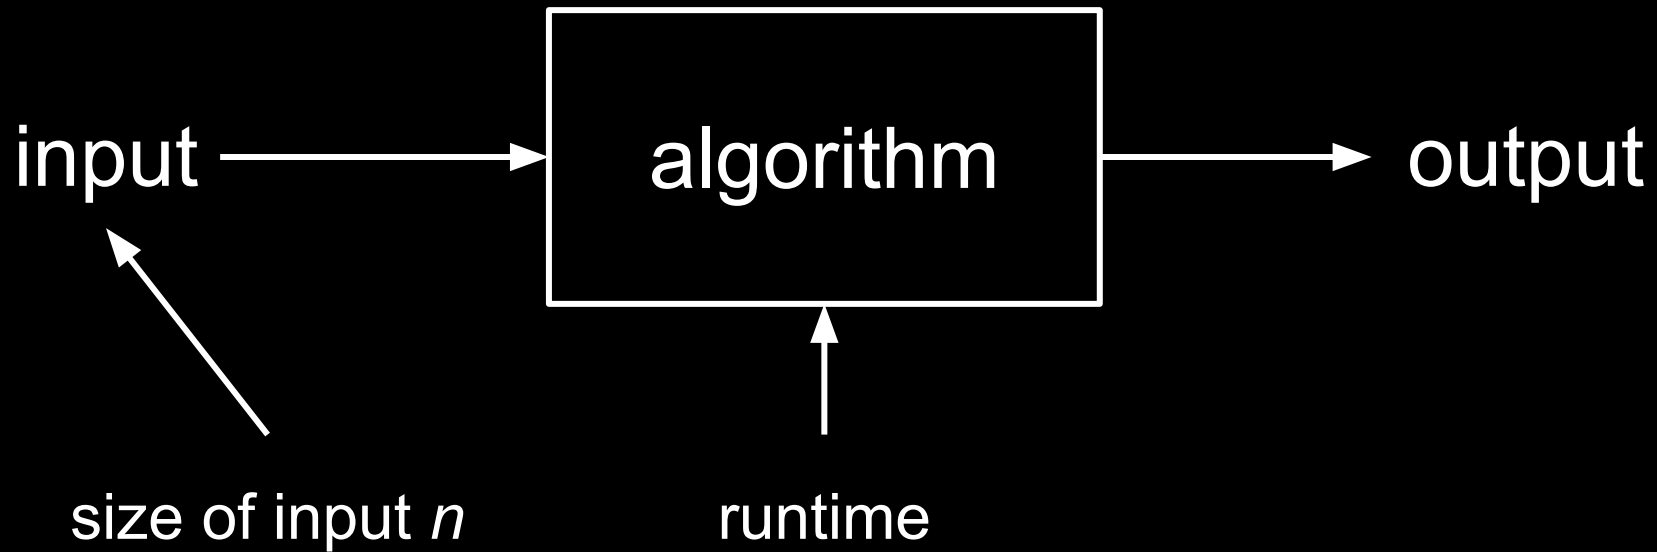 input
algorithm
output
size of input n
runtime